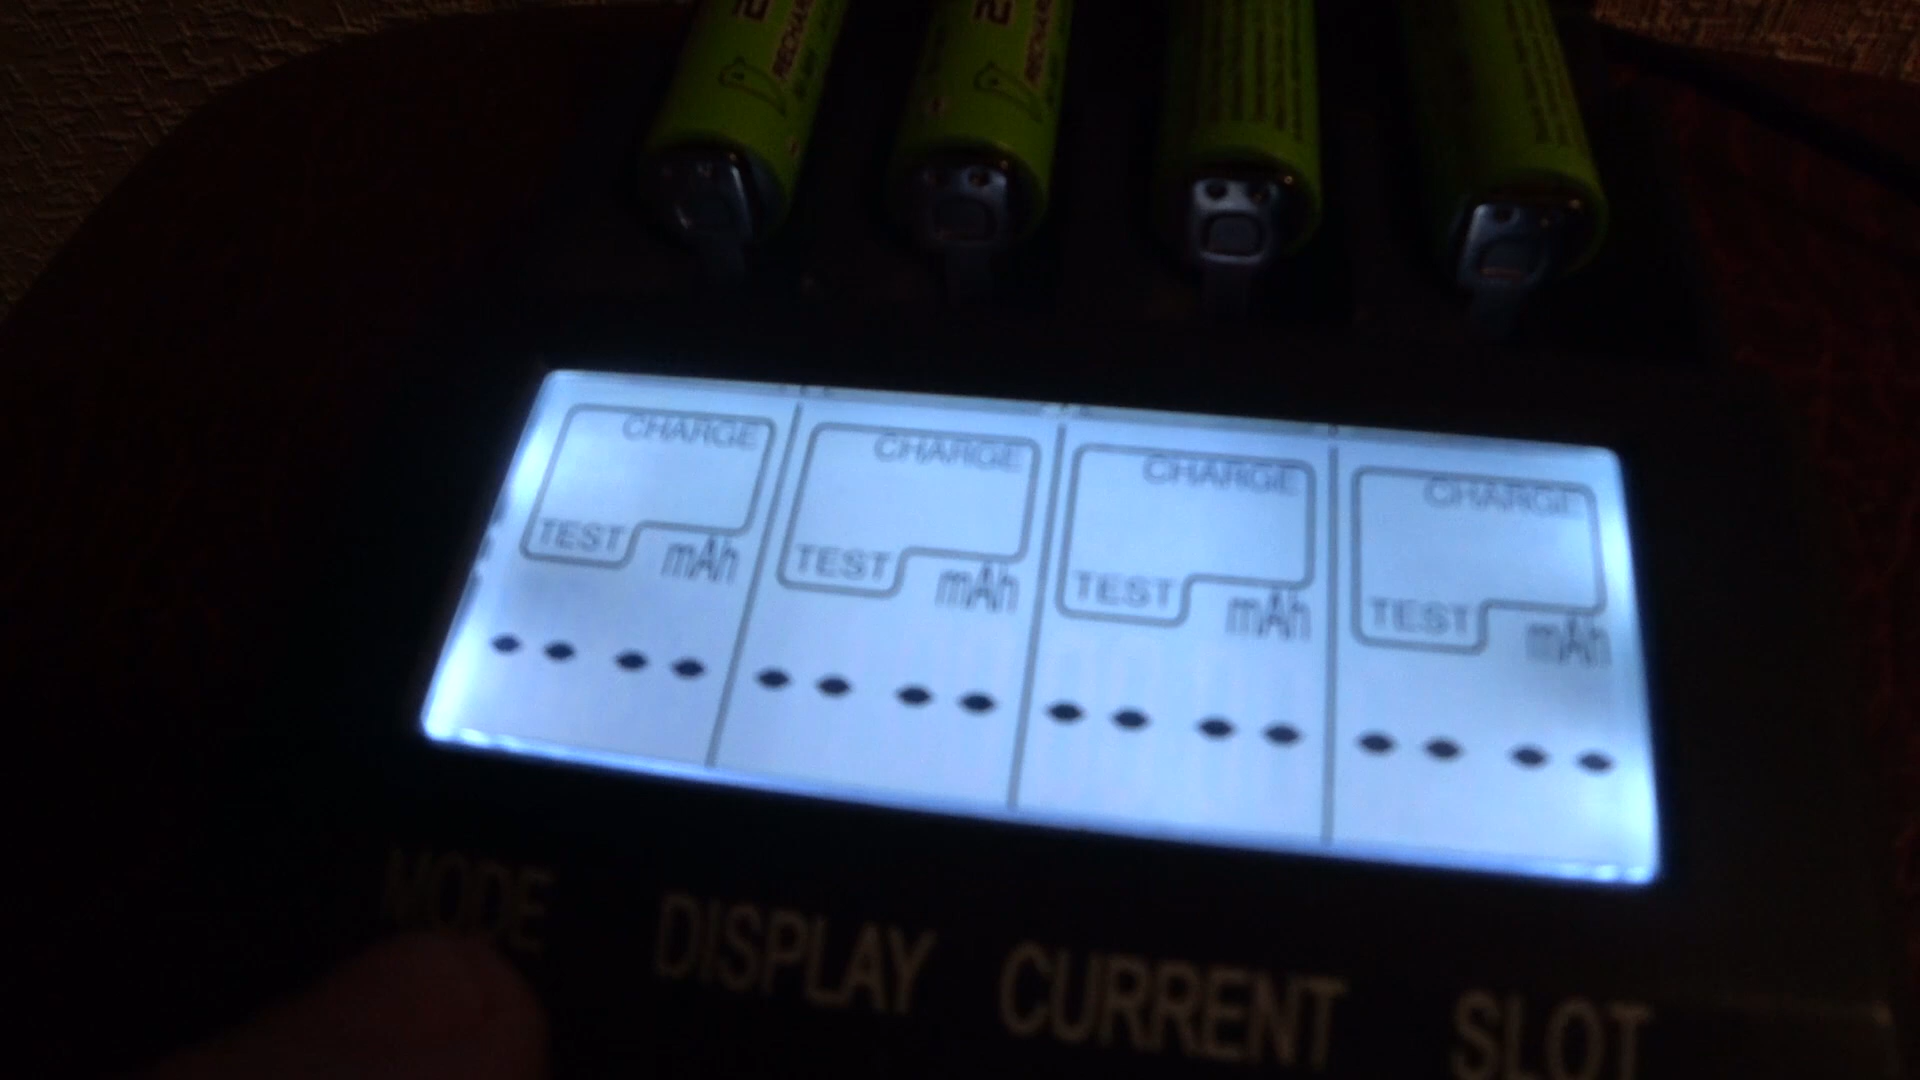 CHARGE CHARGE CHARGE CHARGE
TEST mAh TEST mAh TEST mAh TEST mAh
MODE DISPLAY CURRENT SLOT